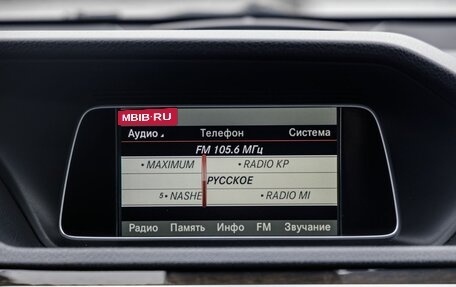 MBIB·RU
Аудио Телефон Система
FM 105.6 МГц
• MAXIMUM • RADIO KP
РУССКОЕ
5 • NASHE • RADIO MI
Радио Память Инфо FM Звучание